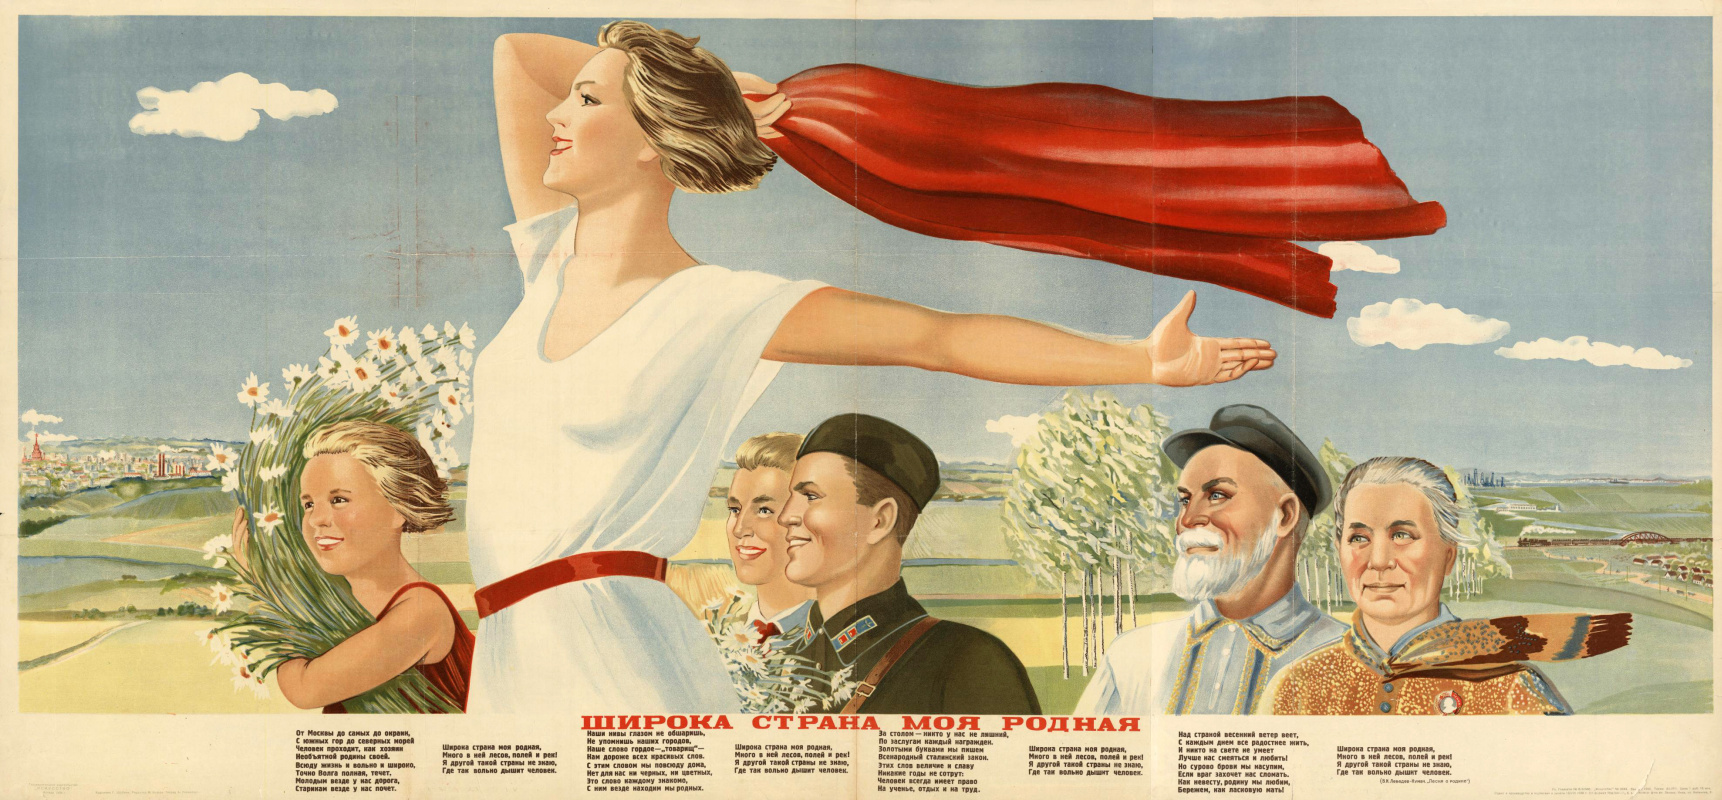 ШИРОКА СТРАНА МОЯ РОДНАЯ
От Москвы до самых до окраин,
С южных гор до северных морей
Человек проходит, как хозяин
Необъятной родины своей.
Всюду жизнь и вольно и широко,
Точно Волга полная, течет.
Молодым везде у нас дорога,
Старикам везде у нас почет.
Широка страна моя родная,
Много в ней лесов, полей и рек!
Я другой такой страны не знаю,
Где так вольно дышит человек.
Наши нивы глазом не обшаришь,
Не упомнишь наших городов,
Наше слово гордое—„товарищ“—
Нам дороже всех красивых слов.
С этим словом мы повсюду дома,
Нет для нас ни черных, ни цветных,
Это слово каждому знакомо,
С ним везде находим мы родных.
Широка страна моя родная,
Много в ней лесов, полей и рек!
Я другой такой страны не знаю,
Где так вольно дышит человек.
За столом — никто у нас не лишний,
По заслугам каждый награжден.
Золотыми буквами мы пишем
Всенародный сталинский закон.
Этих слов величие и славу
Никакие годы не сотрут:
Человек всегда имеет право
На ученье, отдых и на труд.
Широка страна моя родная,
Много в ней лесов, полей и рек!
Я другой такой страны не знаю,
Где так вольно дышит человек.
Над страной весенний ветер веет,
С каждым днем все радостнее жить,
И никто на свете не умеет
Лучше нас смеяться и любить!
Но сурово брови мы насупим,
Если враг захочет нас сломать.
Как невесту, родину мы любим,
Бережем, как ласковую мать!
Широка страна моя родная,
Много в ней лесов, полей и рек!
Я другой такой страны не знаю,
Где так вольно дышит человек.
(В.И. Лебедев-Кумач. „Песня о родине“)